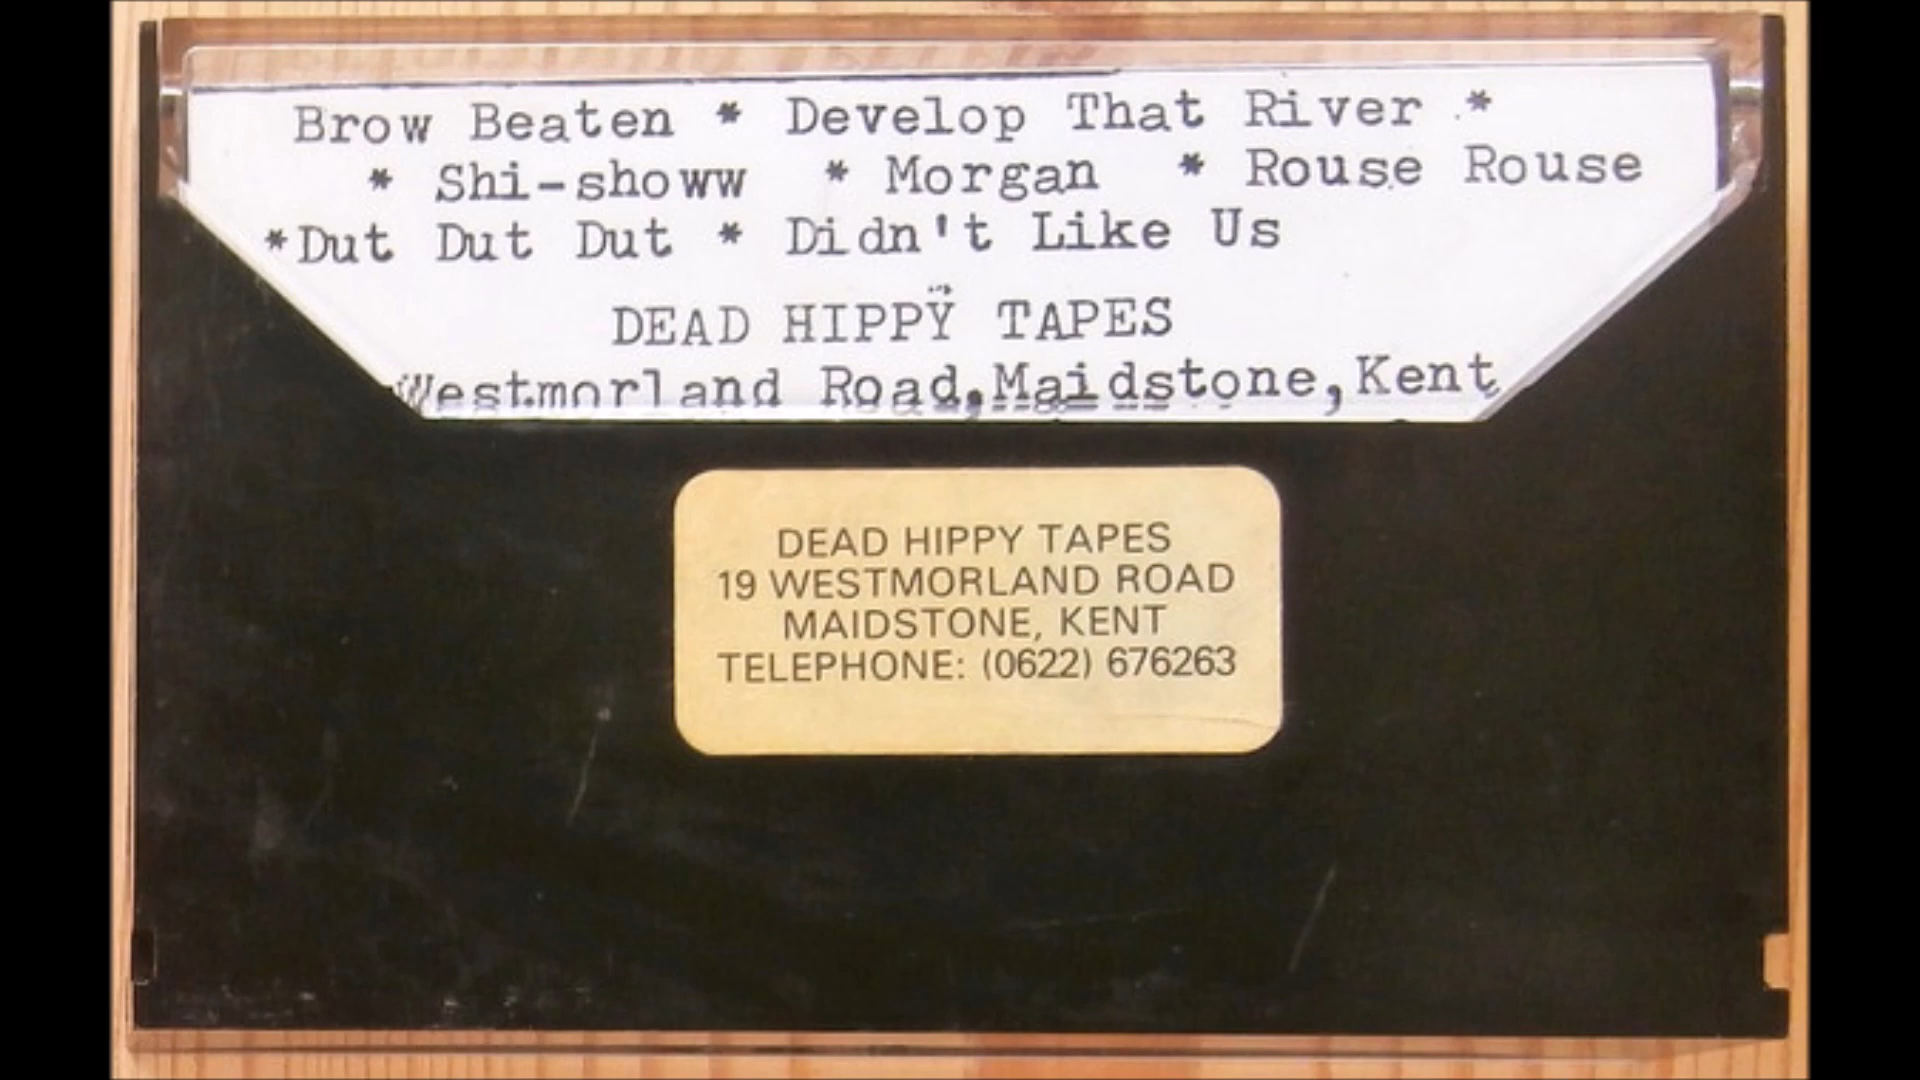 Brow Beaten * Develop That River *
* Shi-showw * Morgan * Rouse Rouse
*Dut Dut Dut * Didn't Like Us
DEAD HIPPY TAPES
Westmorland Road,Maidstone,Kent
DEAD HIPPY TAPES
19 WESTMORLAND ROAD
MAIDSTONE, KENT
TELEPHONE: (0622) 676263